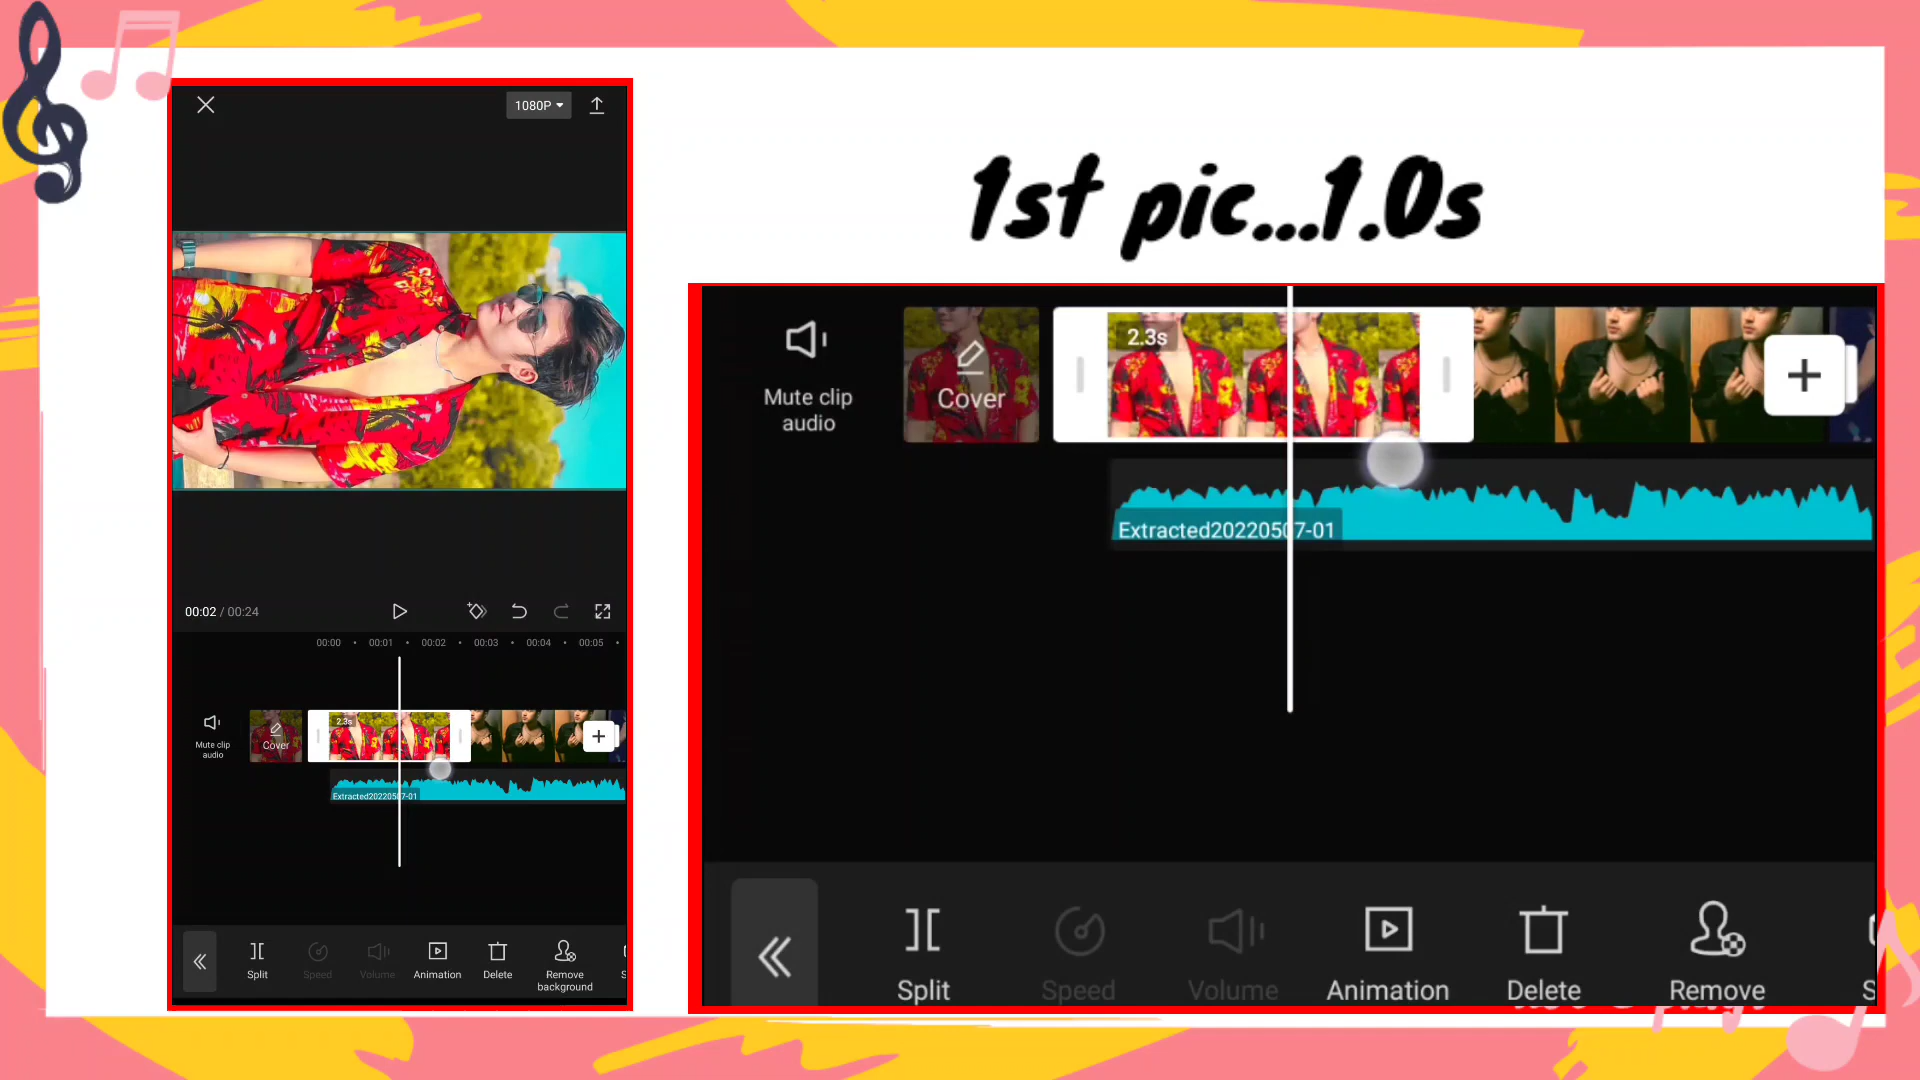 1080P
1st pic...1.0s
00:02 / 00:24
00:00 00:01 00:02 00:03 00:04 00:05
Mute clip
audio
Cover
2.3s
Extracted20220507-01
Split
Speed
Volume
Animation
Delete
Remove
background
S
Mute clip
audio
Cover
2.3s
Extracted20220507-01
Split
Speed
Volume
Animation
Delete
Remove
S